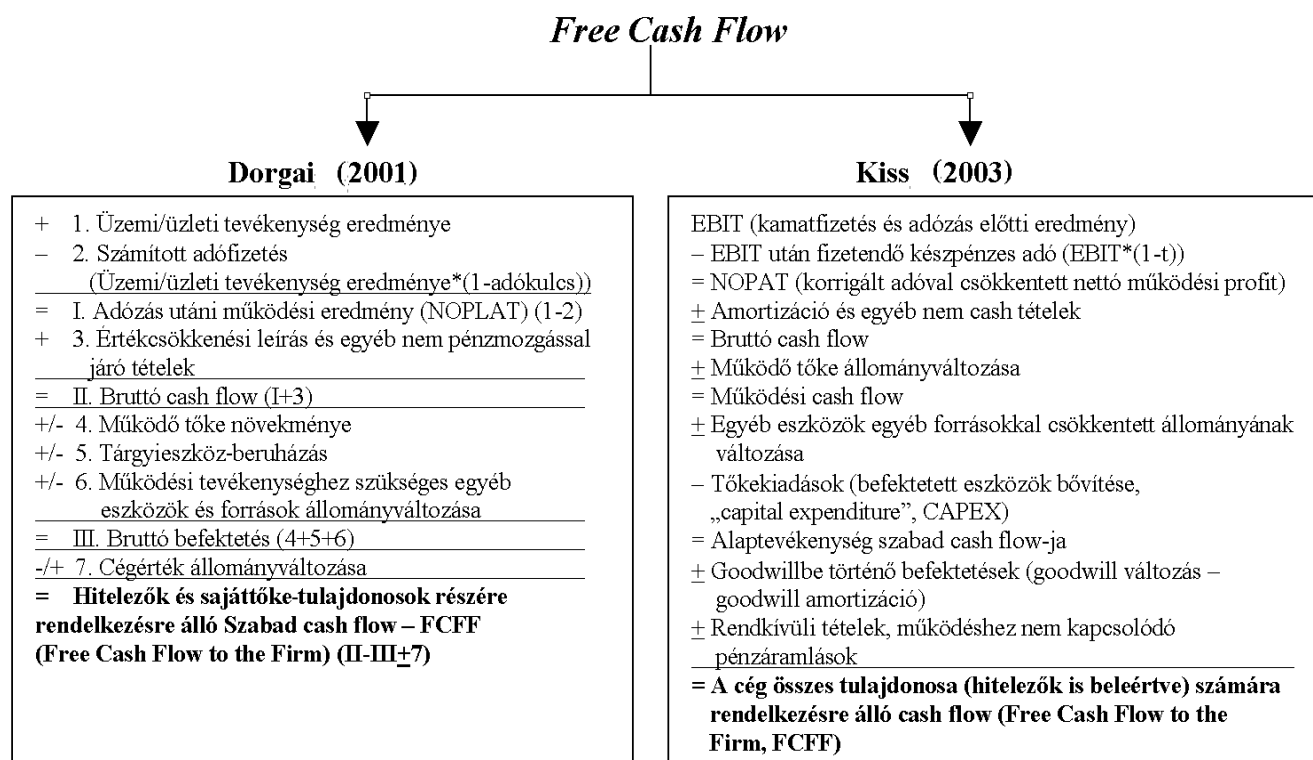 Free Cash Flow
Dorgai (2001)
+ 1. Üzemi/üzleti tevékenység eredménye
– 2. Számított adófizetés
(Üzemi/üzleti tevékenység eredménye*(1-adókulcs))
= I. Adózás utáni működési eredmény (NOPLAT) (1-2)
+ 3. Értékcsökkenési leírás és egyéb nem pénzmozgással
járó tételek
= II. Bruttó cash flow (I+3)
+/- 4. Működő tőke növekménye
+/- 5. Tárgyieszköz-beruházás
+/- 6. Működési tevékenységhez szükséges egyéb
eszközök és források állományváltozása
= III. Bruttó befektetés (4+5+6)
-/+ 7. Cégérték állományváltozása
= Hitelezők és sajáttőke-tulajdonosok részére
rendelkezésre álló Szabad cash flow – FCFF
(Free Cash Flow to the Firm) (II-III±7)
Kiss (2003)
EBIT (kamatfizetés és adózás előtti eredmény)
– EBIT után fizetendő készpénzes adó (EBIT*(1-t))
= NOPAT (korrigált adóval csökkentett nettó működési profit)
± Amortizáció és egyéb nem cash tételek
= Bruttó cash flow
± Működő tőke állományváltozása
= Működési cash flow
± Egyéb eszközök egyéb forrásokkal csökkentett állományának
változása
– Tőkekiadások (befektetett eszközök bővítése,
„capital expenditure”, CAPEX)
= Alaptevékenység szabad cash flow-ja
± Goodwillbe történő befektetések (goodwill változás –
goodwill amortizáció)
± Rendkívüli tételek, működéshez nem kapcsolódó
pénzáramlások
= A cég összes tulajdonosa (hitelezők is beleértve) számára
rendelkezésre álló cash flow (Free Cash Flow to the
Firm, FCFF)